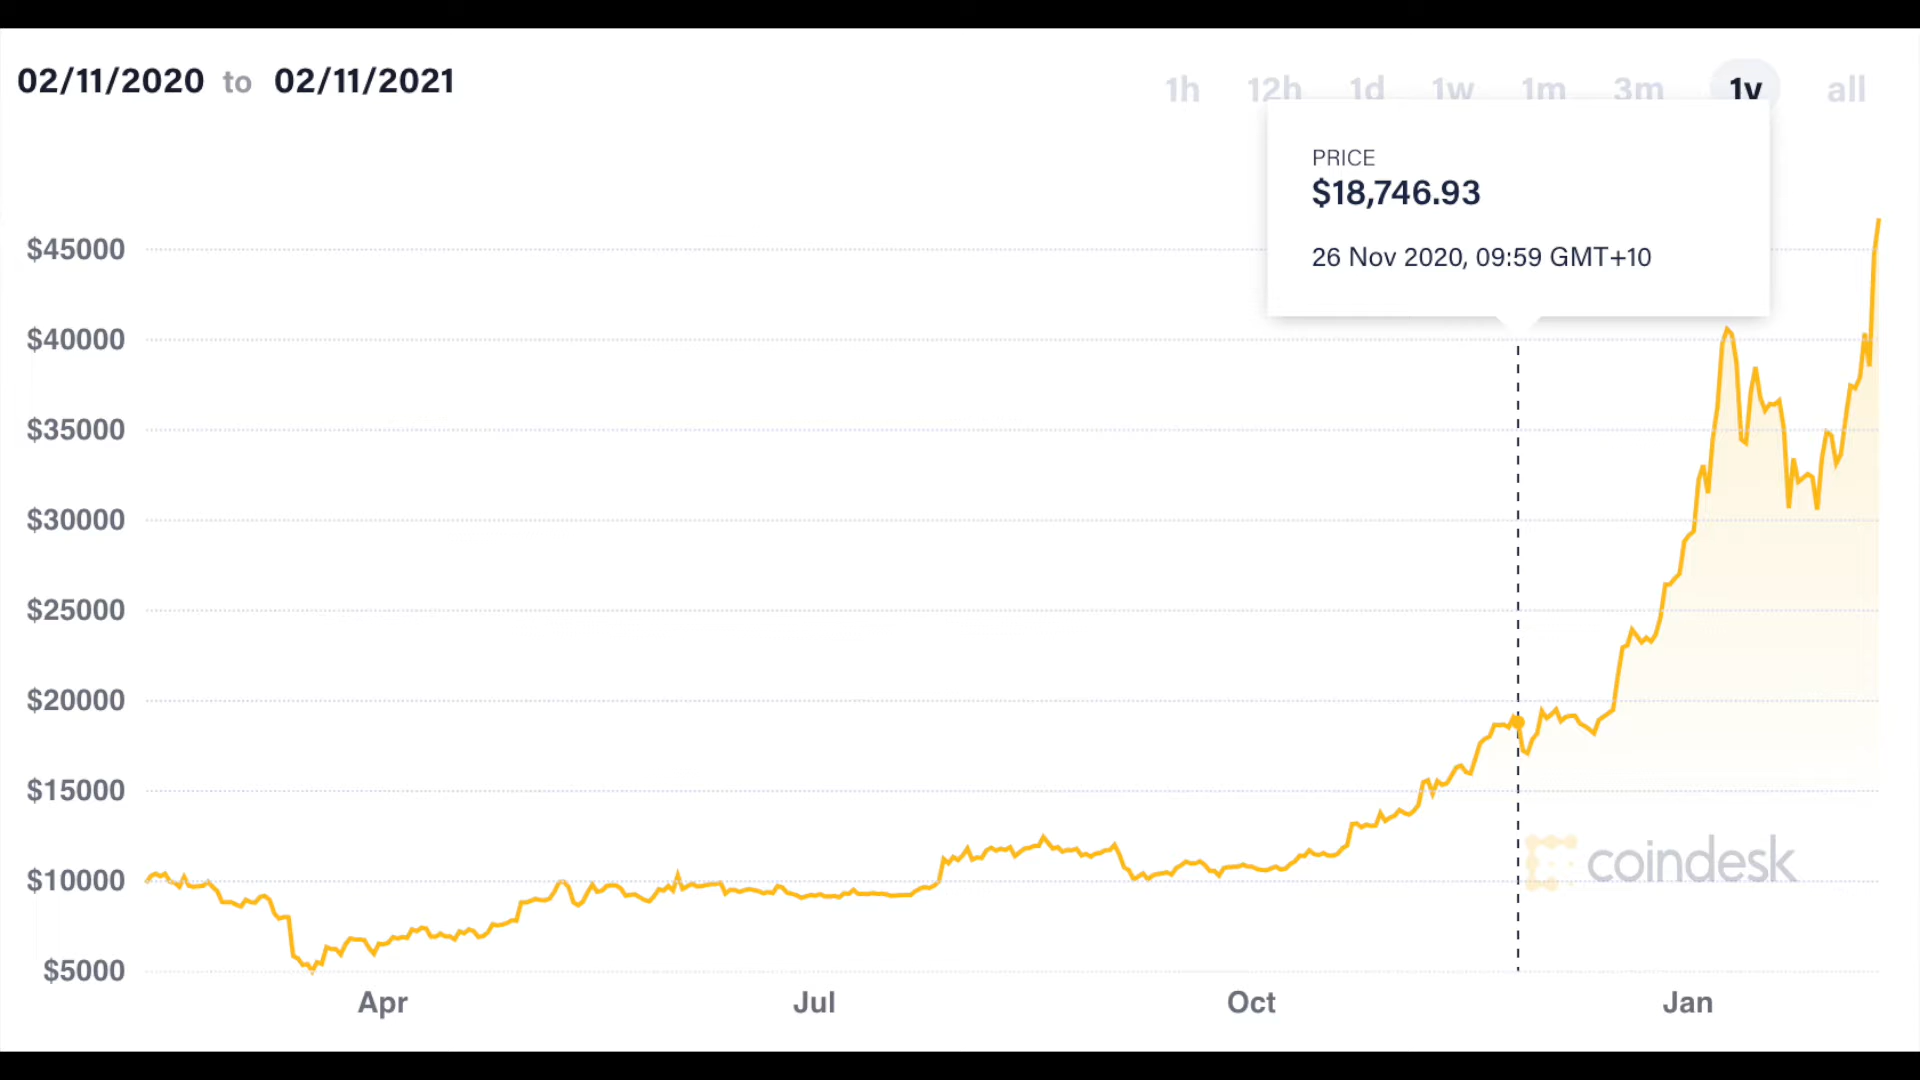 02/11/2020 to 02/11/2021
1h 12h 1d 1w 1m 3m 1y all
PRICE
$18,746.93
26 Nov 2020, 09:59 GMT+10
$45000
$40000
$35000
$30000
$25000
$20000
$15000
$10000
$5000
coindesk
Apr Jul Oct Jan